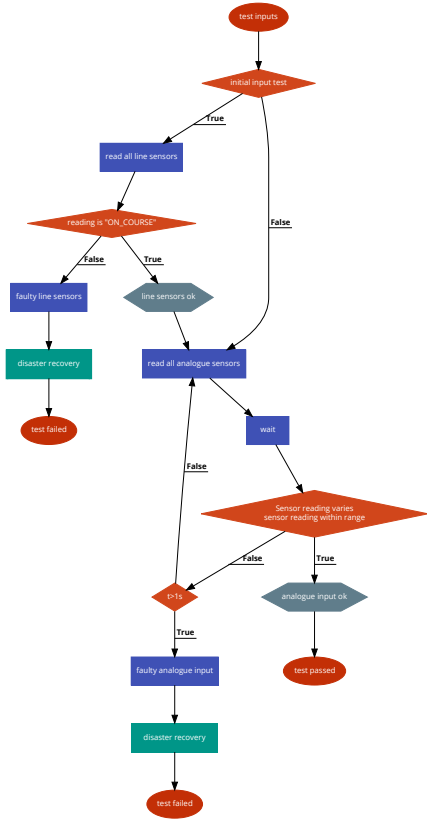 test inputs
initial input test
True
read all line sensors
reading is "ON_COURSE"
False
False
True
faulty line sensors
line sensors ok
disaster recovery
read all analogue sensors
test failed
wait
False
Sensor reading varies
sensor reading within range
False
True
t>1s
analogue input ok
True
faulty analogue input
test passed
disaster recovery
test failed